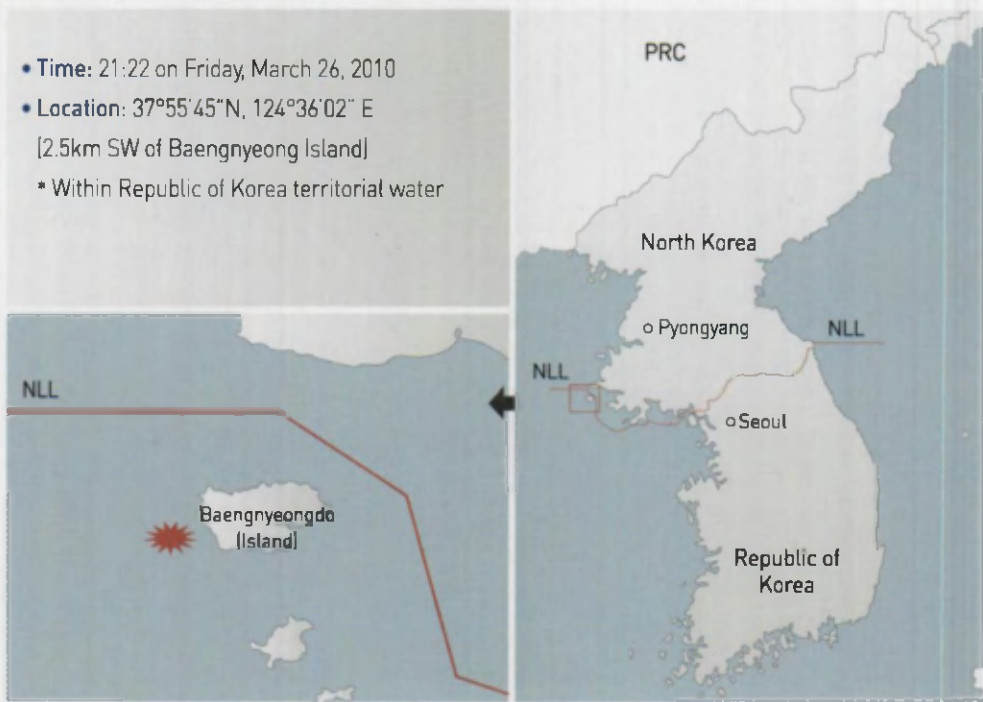 • Time: 21:22 on Friday, March 26, 2010
• Location: 37°55'45"N, 124°36'02" E
[2.5km SW of Baengnyeong Island]
* Within Republic of Korea territorial water
NLL
Baengnyeongdo
[Island]
PRC
North Korea
Pyongyang
NLL
NLL
Seoul
Republic of
Korea